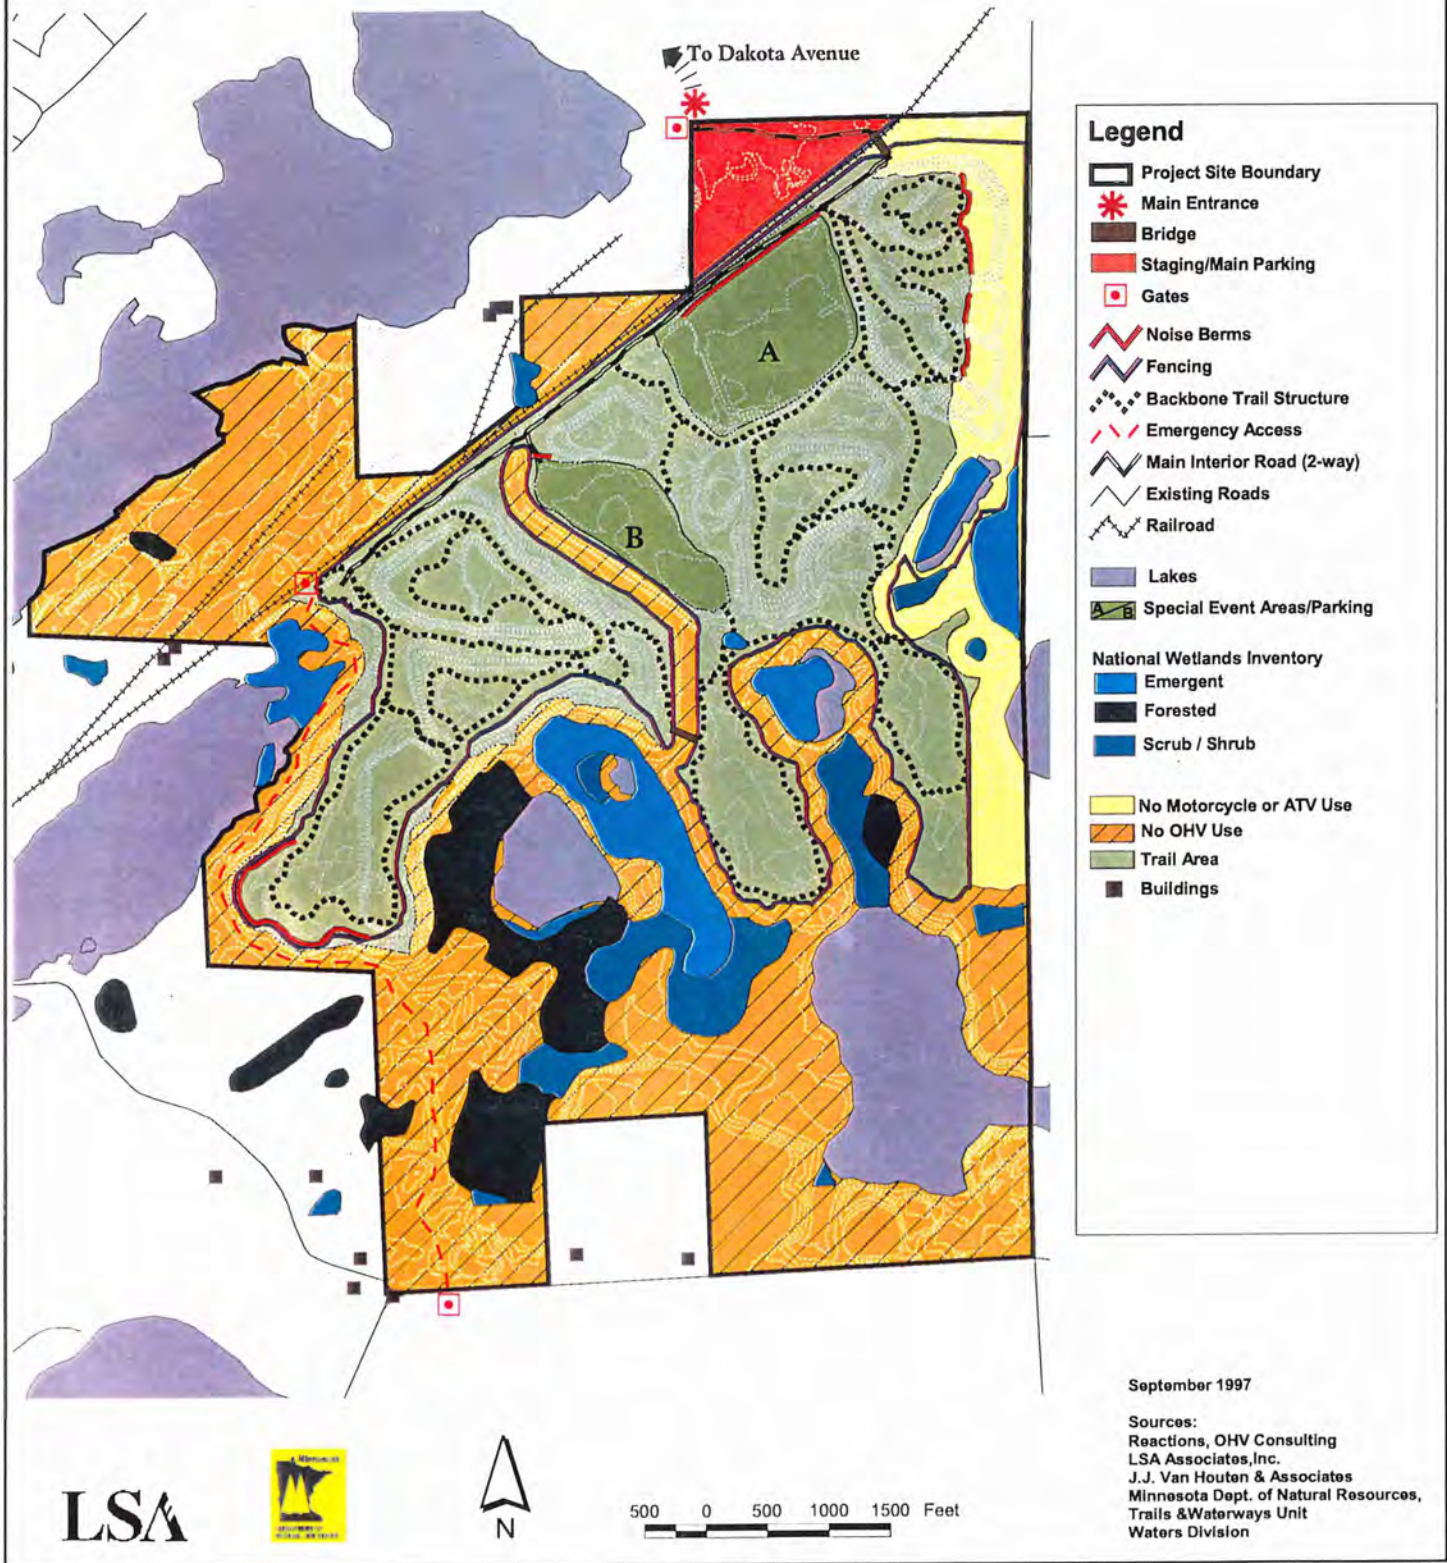 To Dakota Avenue
A
B
Legend
Project Site Boundary
Main Entrance
Bridge
Staging/Main Parking
Gates
Noise Berms
Fencing
Backbone Trail Structure
Emergency Access
Main Interior Road (2-way)
Existing Roads
Railroad
Lakes
A B Special Event Areas/Parking
National Wetlands Inventory
Emergent
Forested
Scrub / Shrub
No Motorcycle or ATV Use
No OHV Use
Trail Area
Buildings
September 1997
Sources:
Reactions, OHV Consulting
LSA Associates,Inc.
J.J. Van Houten & Associates
Minnesota Dept. of Natural Resources,
Trails &Waterways Unit
Waters Division
LSA
N
500 0 500 1000 1500 Feet